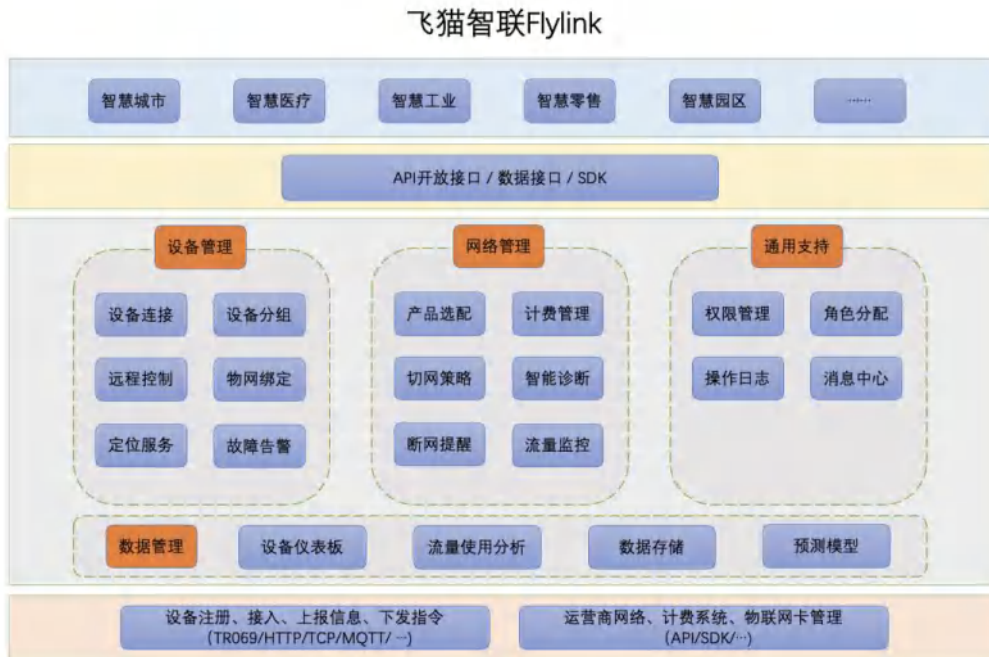 飞猫智联Flylink
智慧城市
智慧医疗
智慧工业
智慧零售
智慧园区
……
API开放接口 / 数据接口 / SDK
设备管理
设备连接
设备分组
远程控制
物网绑定
定位服务
故障告警
网络管理
产品选配
计费管理
切网策略
智能诊断
断网提醒
流量监控
通用支持
权限管理
角色分配
操作日志
消息中心
数据管理
设备仪表板
流量使用分析
数据存储
预测模型
设备注册、接入、上报信息、下发指令
(TR069/HTTP/TCP/MQTT/ …)
运营商网络、计费系统、物联网卡管理
(API/SDK/…)